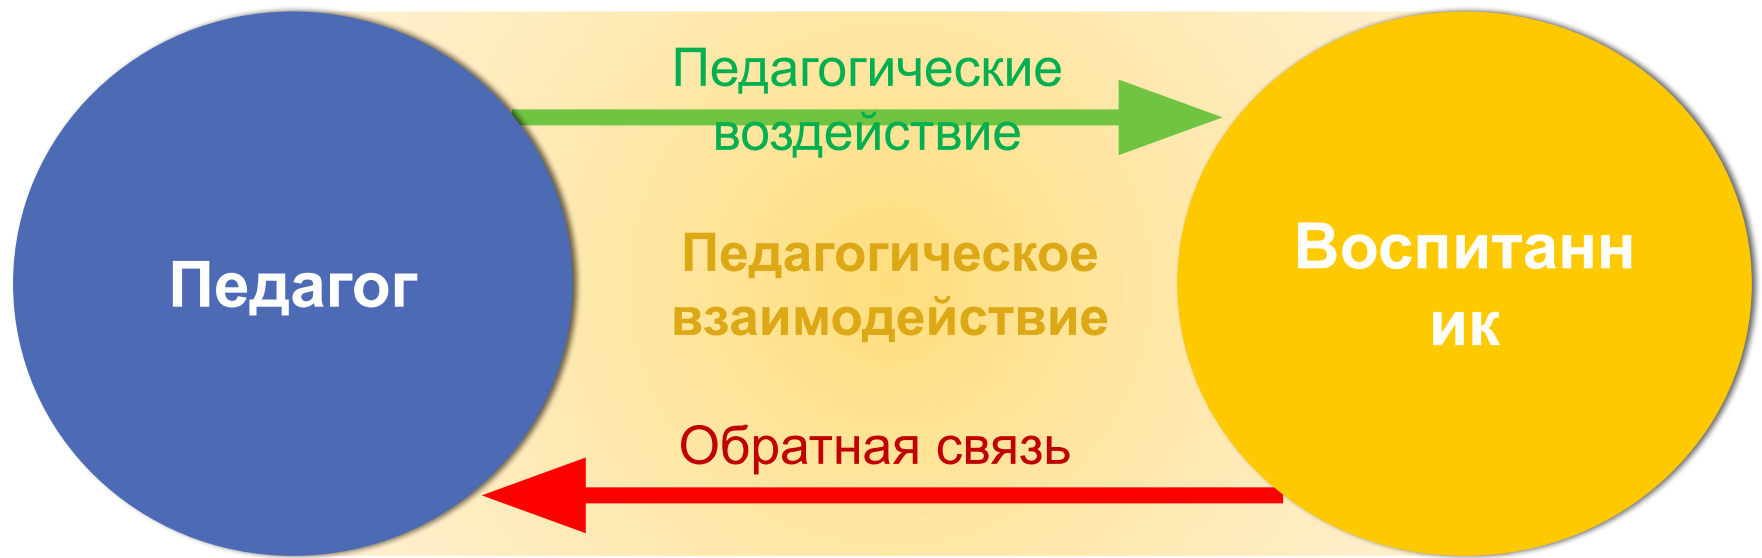 Педагогические
воздействие
Педагог
Педагогическое
взаимодействие
Воспитанн
ик
Обратная связь